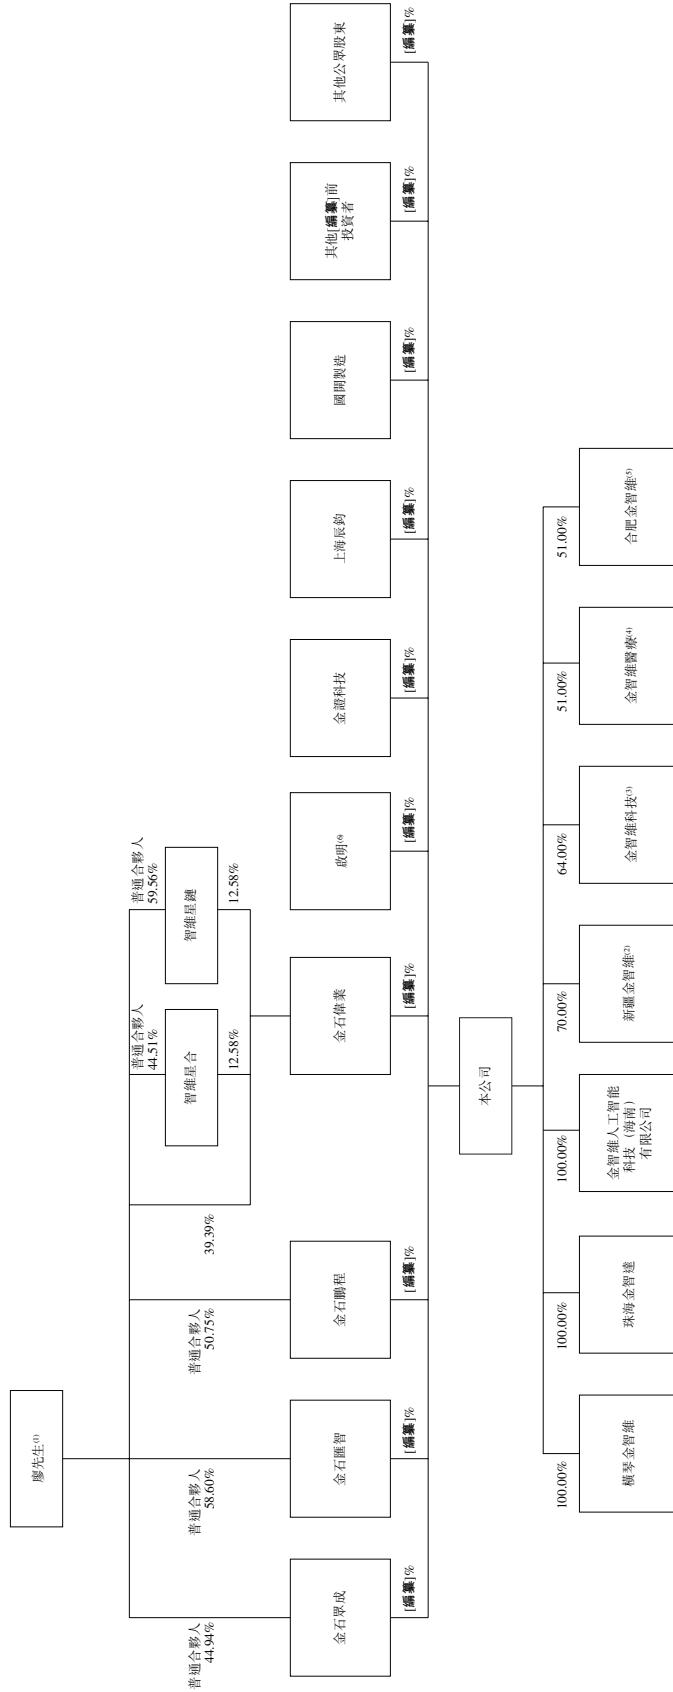 廖先生(1)
普通合夥人
44.94%
普通合夥人
58.60%
普通合夥人
50.75%
39.39%
普通合夥人
44.51%
普通合夥人
59.56%
智維星合
智維星鏈
12.58%
12.58%
金石眾成
金石匯智
金石鵬程
金石偉業
啟明(6)
金證科技
上海辰鈞
國開製造
其他[編纂]前
投資者
其他公眾股東
[編纂]%
[編纂]%
[編纂]%
[編纂]%
[編纂]%
[編纂]%
[編纂]%
[編纂]%
[編纂]%
[編纂]%
本公司
100.00%
100.00%
100.00%
70.00%
64.00%
51.00%
51.00%
橫琴金智維
珠海金智達
金智維人工智能
科技（海南）
有限公司
新疆金智維(2)
金智維科技(3)
金智維醫療(4)
合肥金智維(5)